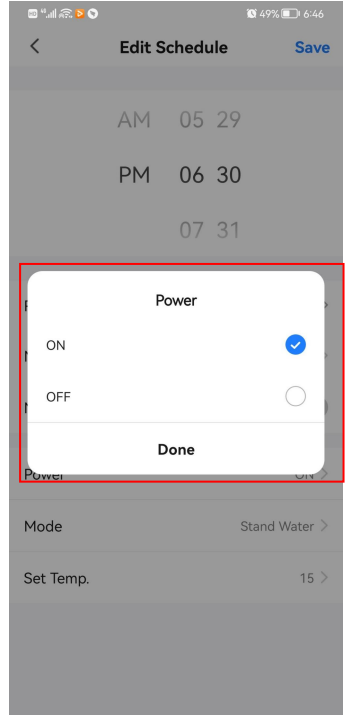 49% 6:46
Edit Schedule Save
AM 05 29
PM 06 30
07 31
Power
ON
OFF
Done
Power ON
Mode Stand Water
Set Temp. 15